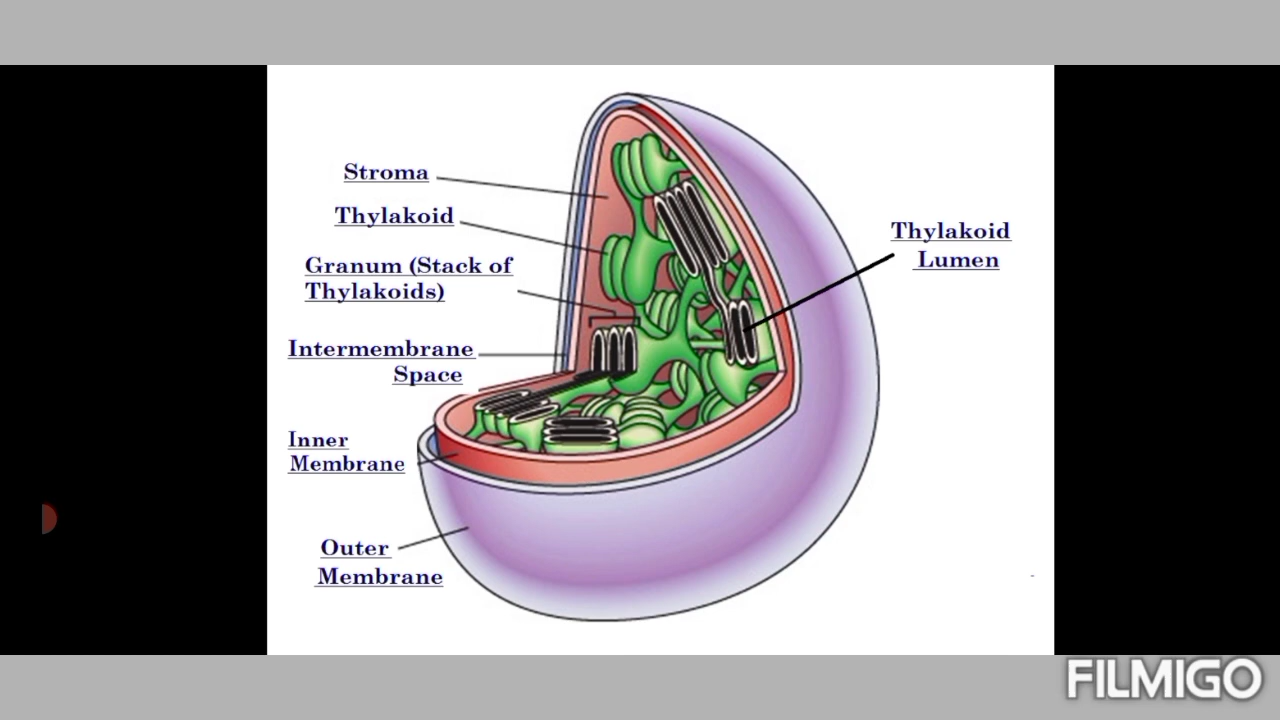 Stroma
Thylakoid
Granum (Stack of
Thylakoids)
Intermembrane
Space
Inner
Membrane
Outer
Membrane
Thylakoid
Lumen
FILMIGO